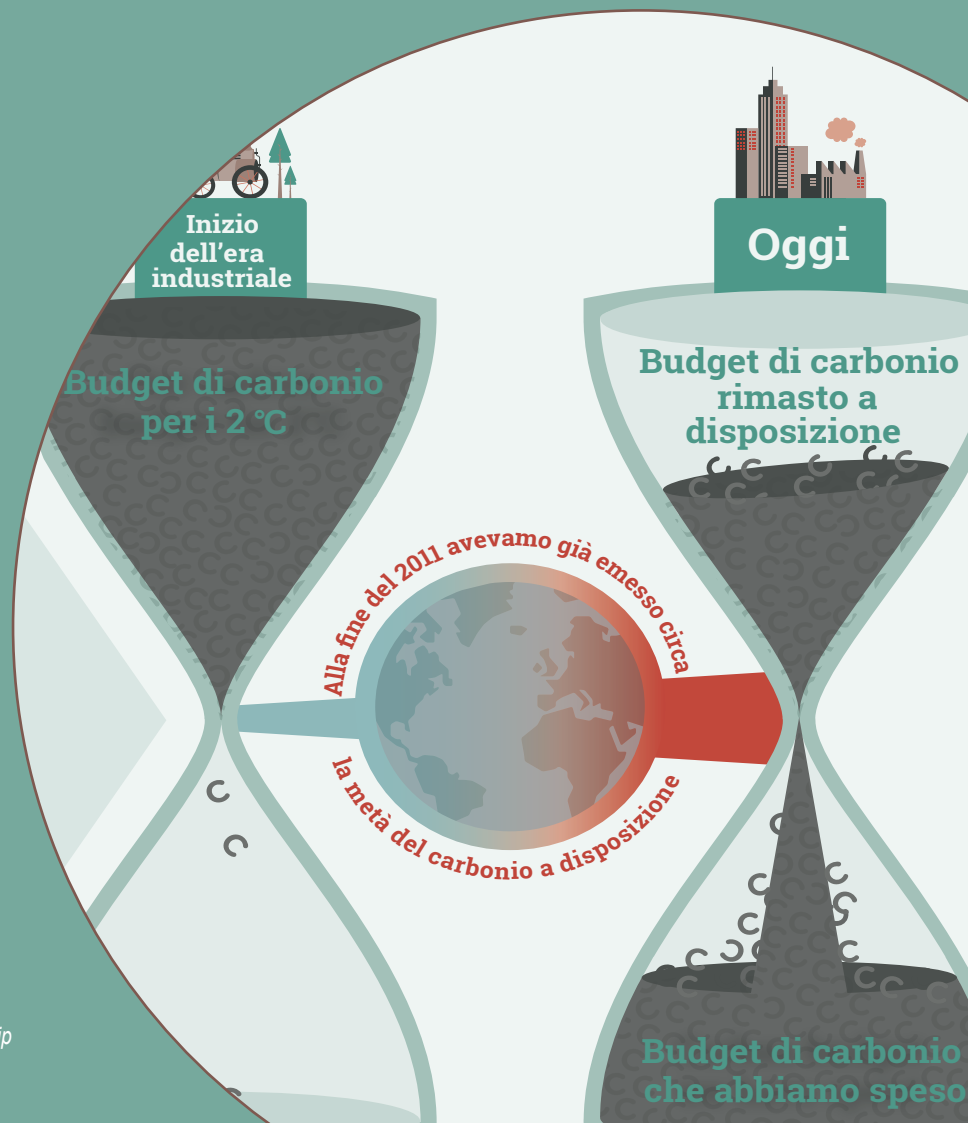 Inizio
dell'era
industriale
Oggi
Budget di carbonio
per i 2 °C
Budget di carbonio
rimasto a
disposizione
Alla fine del 2011 avevamo già emesso circa
la metà del carbonio a disposizione
Budget di carbonio
che abbiamo speso